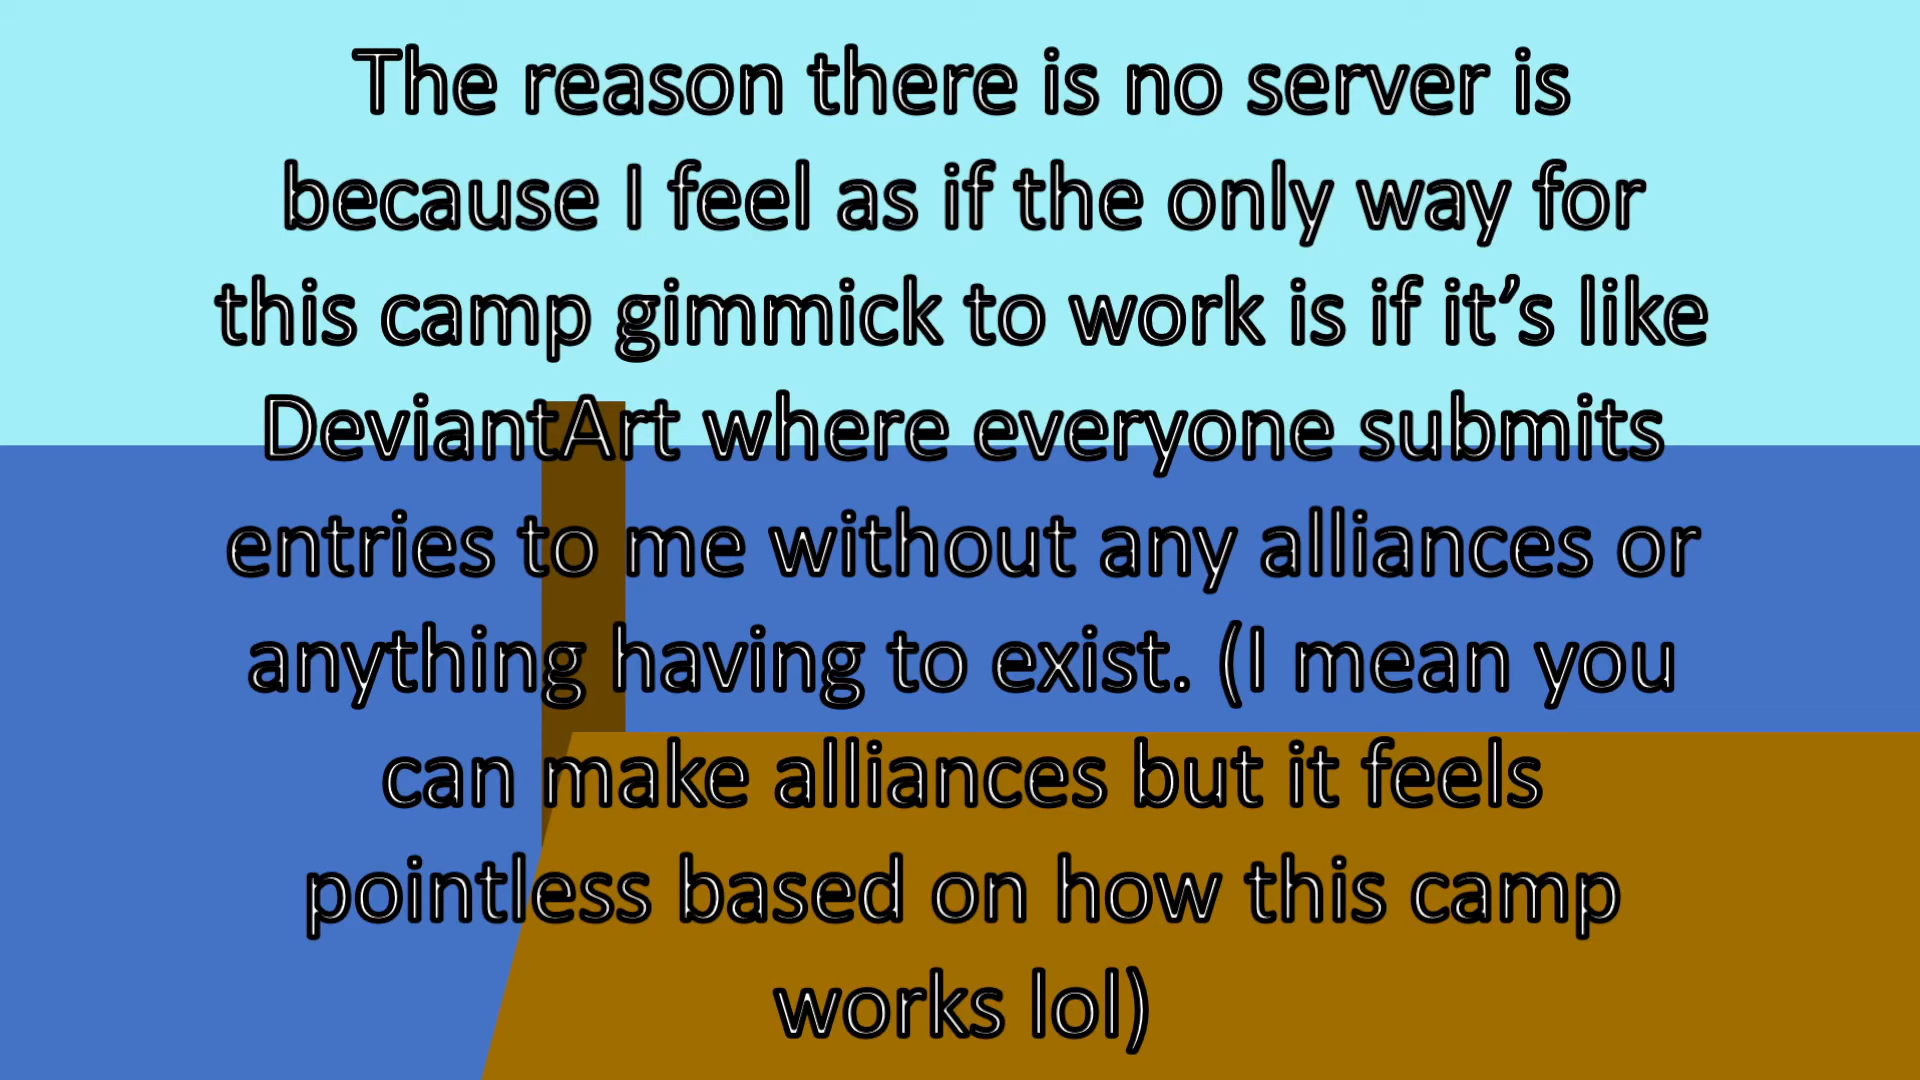 The reason there is no server is
because I feel as if the only way for
this camp gimmick to work is if it’s like
DeviantArt where everyone submits
entries to me without any alliances or
anything having to exist. (I mean you
can make alliances but it feels
pointless based on how this camp
works lol)